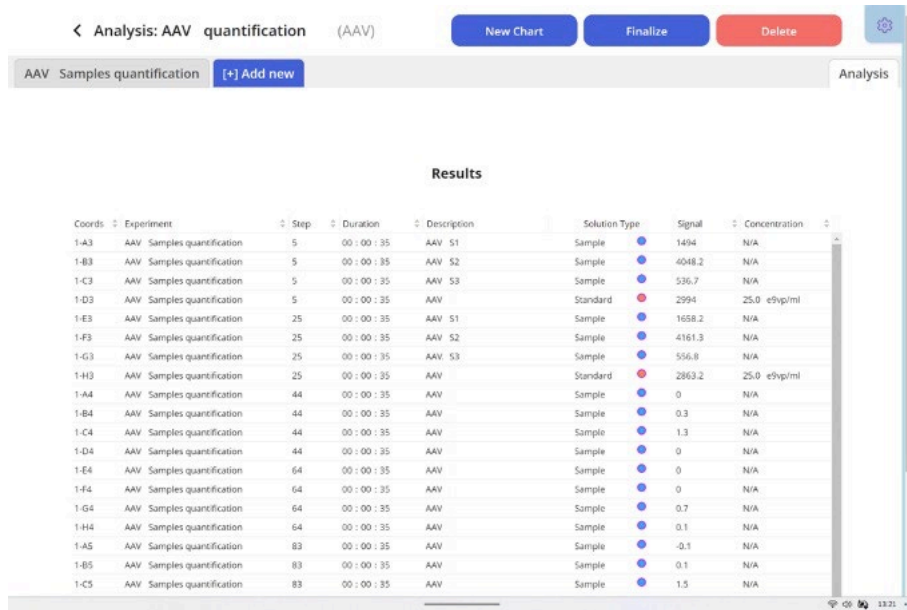 Analysis: AAV quantification (AAV) New Chart Finalize Delete
AAV Samples quantification [+] Add new Analysis
Results
Coords Experiment Step Duration Description Solution Type Signal Concentration
1-A3 AAV Samples quantification 5 00 : 00 : 35 AAV S1 Sample 1494 N/A
1-B3 AAV Samples quantification 5 00 : 00 : 35 AAV S2 Sample 4048.2 N/A
1-C3 AAV Samples quantification 5 00 : 00 : 35 AAV S3 Sample 536.7 N/A
1-D3 AAV Samples quantification 5 00 : 00 : 35 AAV Standard 2994 25.0 e9vp/ml
1-E3 AAV Samples quantification 25 00 : 00 : 35 AAV S1 Sample 1658.2 N/A
1-F3 AAV Samples quantification 25 00 : 00 : 35 AAV S2 Sample 4161.3 N/A
1-G3 AAV Samples quantification 25 00 : 00 : 35 AAV. S3 Sample 556.8 N/A
1-H3 AAV Samples quantification 25 00 : 00 : 35 AAV Standard 2863.2 25.0 e9vp/ml
1-A4 AAV Samples quantification 44 00 : 00 : 35 AAV Sample 0 N/A
1-B4 AAV Samples quantification 44 00 : 00 : 35 AAV Sample 0.3 N/A
1-C4 AAV Samples quantification 44 00 : 00 : 35 AAV Sample 1.3 N/A
1-D4 AAV Samples quantification 44 00 : 00 : 35 AAV Sample 0 N/A
1-E4 AAV Samples quantification 64 00 : 00 : 35 AAV Sample 0 N/A
1-F4 AAV Samples quantification 64 00 : 00 : 35 AAV Sample 0 N/A
1-G4 AAV Samples quantification 64 00 : 00 : 35 AAV Sample 0.7 N/A
1-H4 AAV Samples quantification 64 00 : 00 : 35 AAV Sample 0.1 N/A
1-A5 AAV Samples quantification 83 00 : 00 : 35 AAV Sample -0.1 N/A
1-B5 AAV Samples quantification 83 00 : 00 : 35 AAV Sample 0.1 N/A
1-C5 AAV Samples quantification 83 00 : 00 : 35 AAV Sample 1.5 N/A
13:21